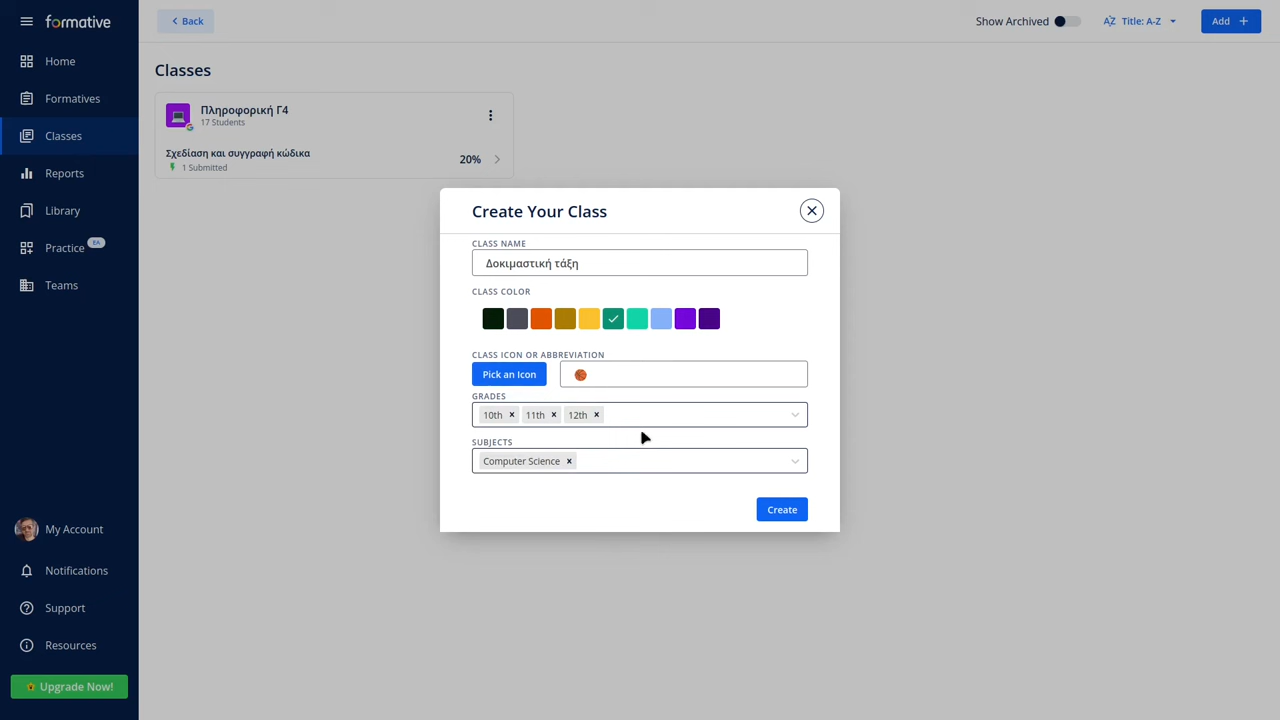 formative
Home
Formatives
Classes
Reports
Library
Practice EA
Teams
My Account
Notifications
Support
Resources
Upgrade Now!
Back
Show Archived
AZ Title: A-Z
Add +
Classes
Πληροφορική Γ4
17 Students
Σχεδίαση και συγγραφή κώδικα
20%
1 Submitted
Create Your Class
CLASS NAME
Δοκιμαστική τάξη
CLASS COLOR
CLASS ICON OR ABBREVIATION
Pick an Icon
GRADES
10th × 11th × 12th ×
SUBJECTS
Computer Science ×
Create